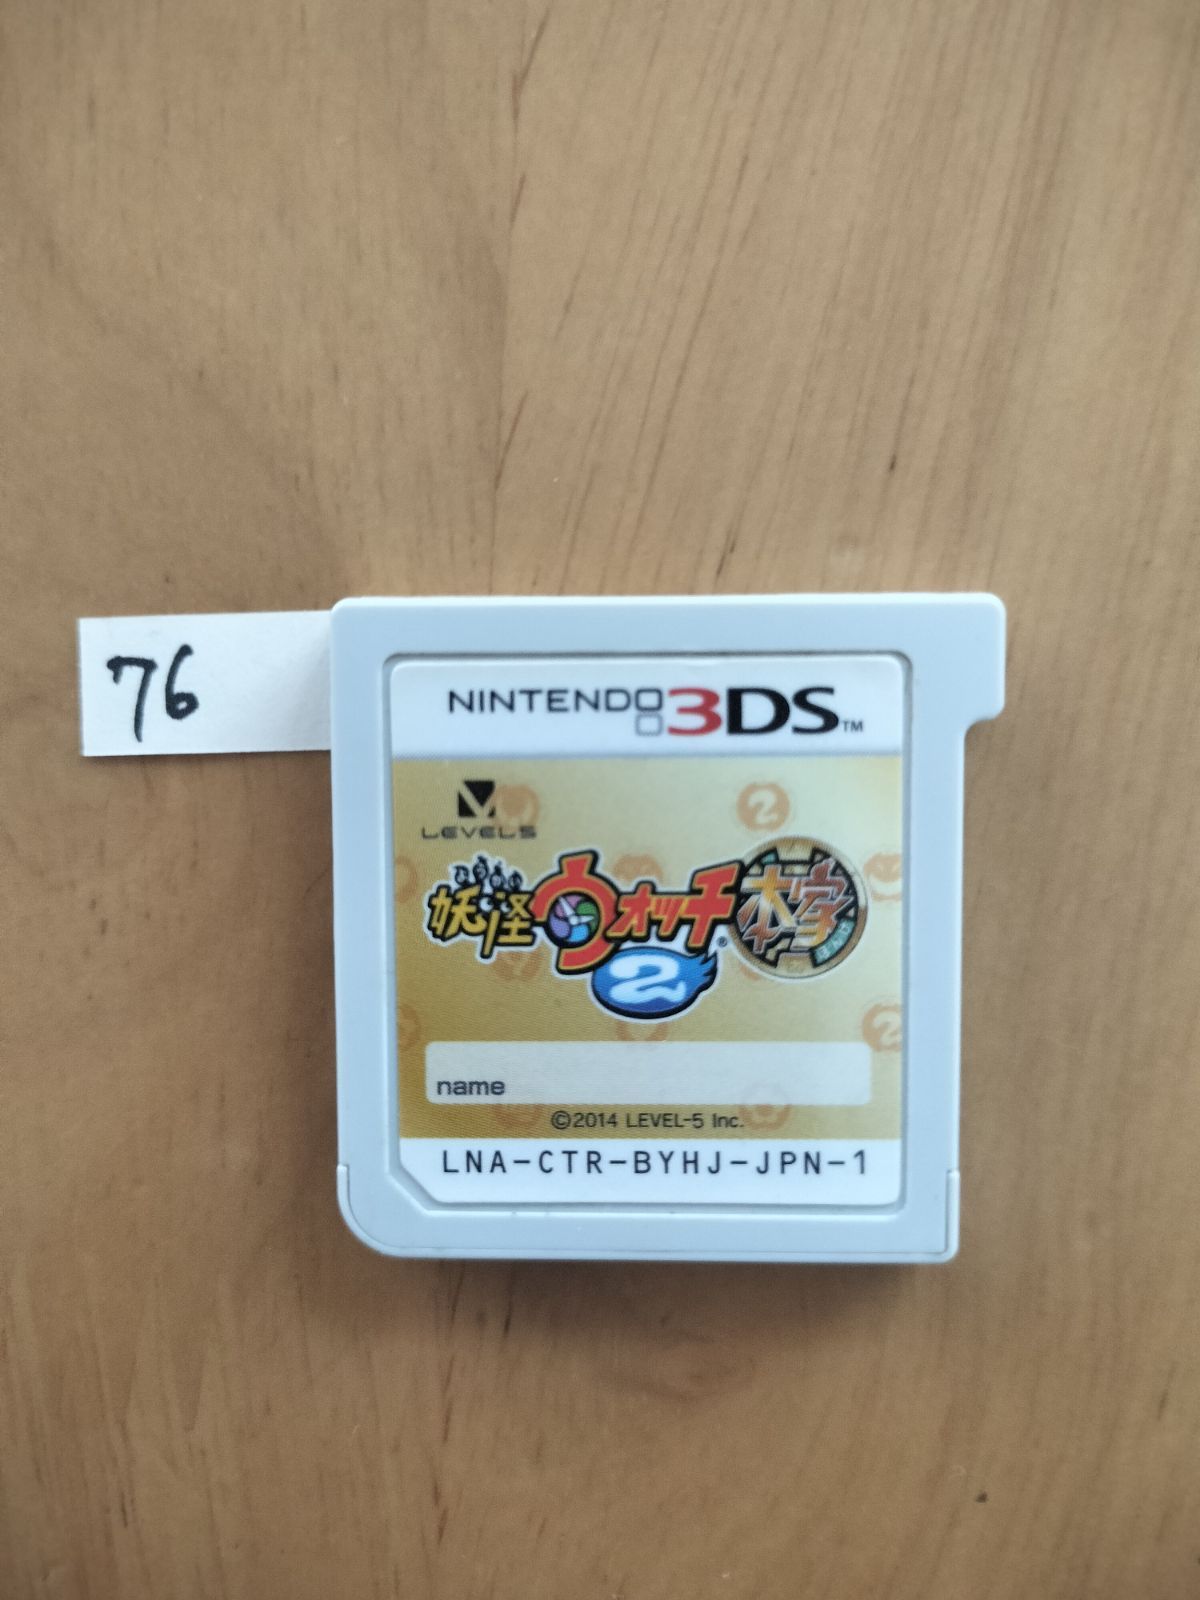 76
NINTENDO 3DS™
LEVEL5
妖怪ウォッチ®
本家
2
name
©2014 LEVEL-5 Inc.
LNA-CTR-BYHJ-JPN-1